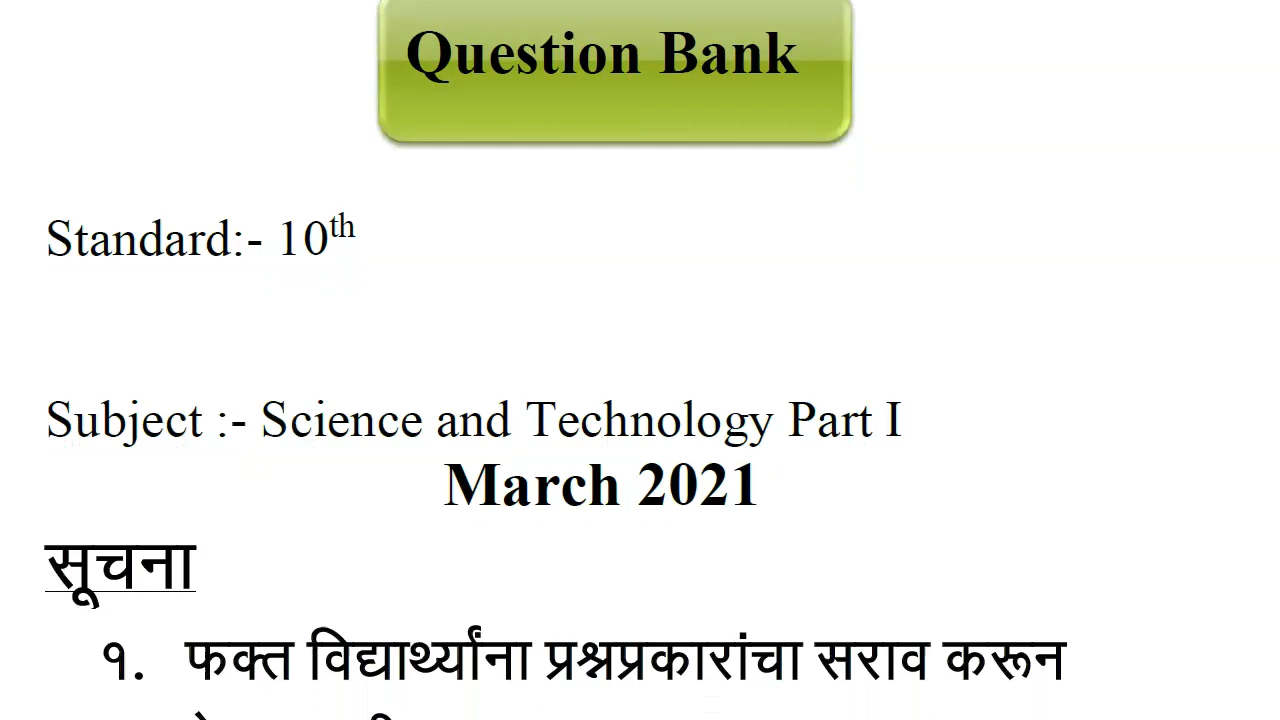 Question Bank
Standard:- 10th
Subject :- Science and Technology Part I
March 2021
सूचना
१. फक्त विद्यार्थ्यांना प्रश्नप्रकारांचा सराव करून